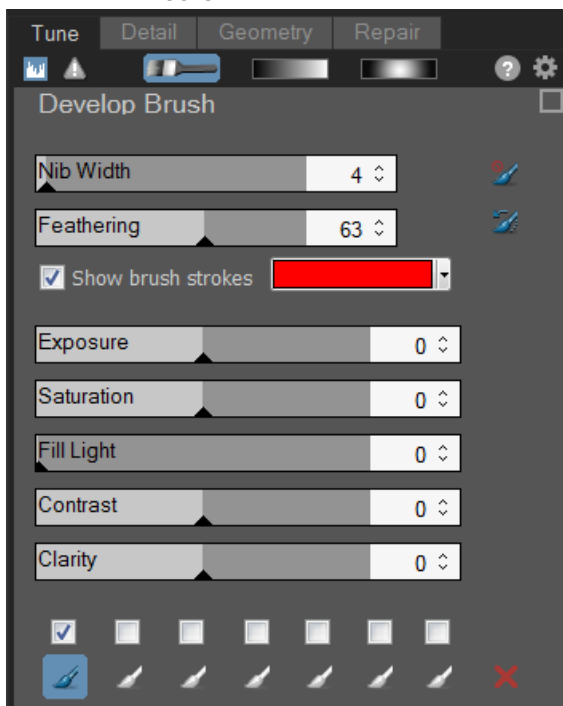 Tune Detail Geometry Repair
?
Develop Brush
Nib Width 4
Feathering 63
Show brush strokes
Exposure 0
Saturation 0
Fill Light 0
Contrast 0
Clarity 0